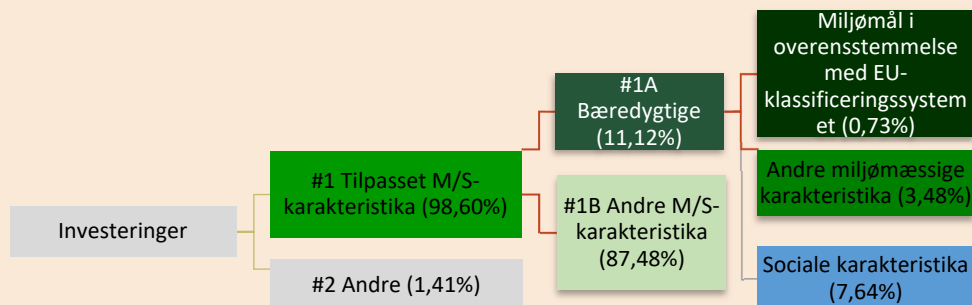 Investeringer
#1 Tilpasset M/S-
karakteristika (98,60%)
#2 Andre (1,41%)
#1A
Bæredygtige
(11,12%)
#1B Andre M/S-
karakteristika
(87,48%)
Miljømål i
overensstemmelse
med EU-
klassificeringssystem
et (0,73%)
Andre miljømæssige
karakteristika (3,48%)
Sociale karakteristika
(7,64%)